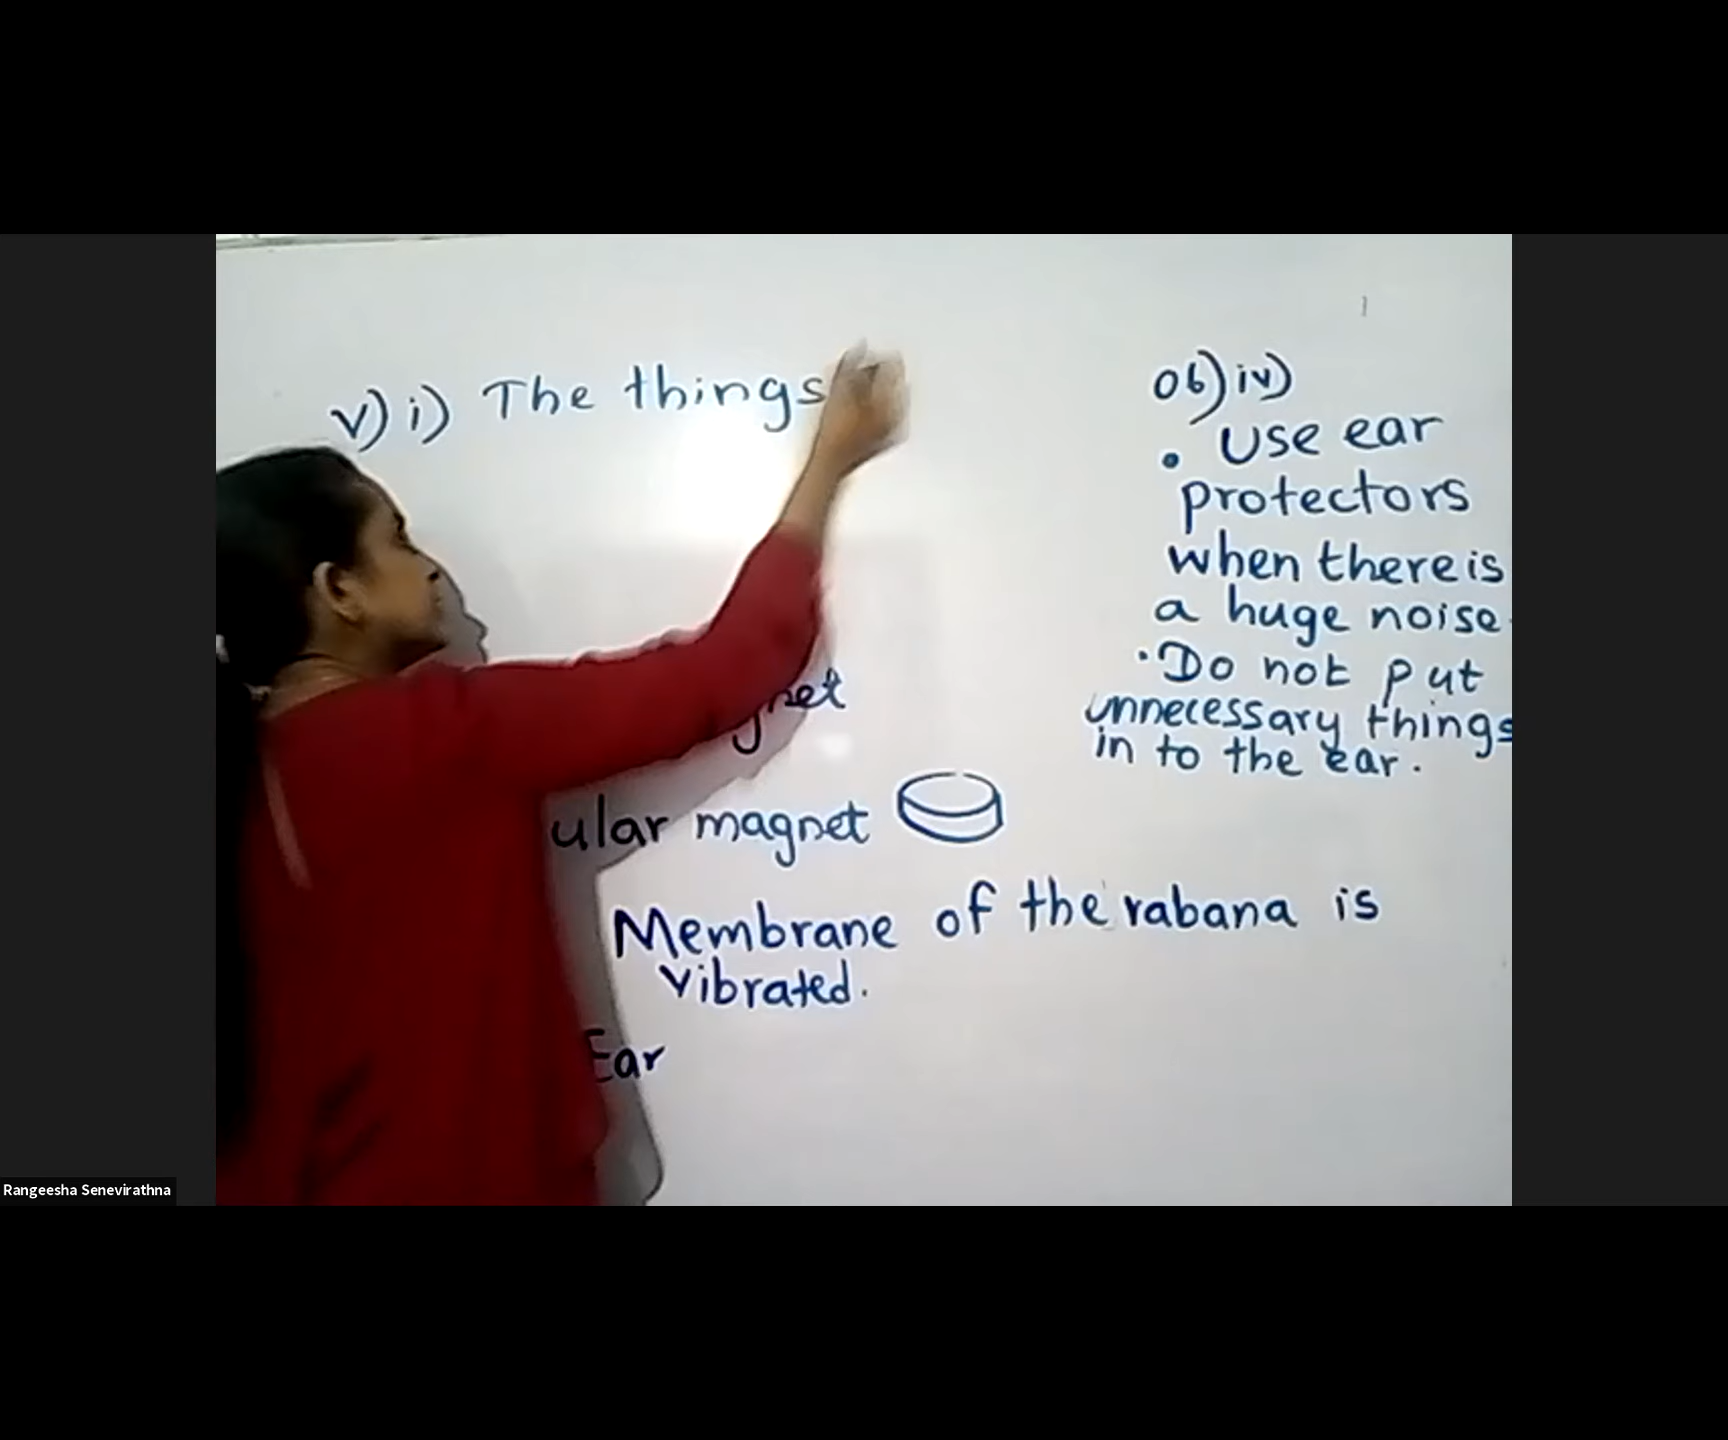 v) i) The things
magnet
ular magnet
Membrane of the rabana is
vibrated.
Ear
06) iv)
• Use ear
protectors
when there is
a huge noise.
• Do not put
unnecessary things
in to the ear.
Rangeesha Senevirathna